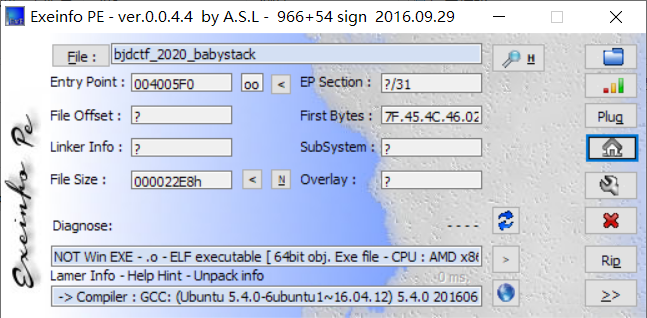 Exeinfo PE - ver.0.0.4.4 by A.S.L - 966+54 sign 2016.09.29
File : bjdctf_2020_babystack H
Entry Point : 004005F0 oo < EP Section : ?/31
File Offset : ? First Bytes : 7F.45.4C.46.02 Plug
Linker Info : ? SubSystem : ?
File Size : 000022E8h < N Overlay : ?
Diagnose: ----
NOT Win EXE - .o - ELF executable [ 64bit obj. Exe file - CPU : AMD x86 > Rip
Lamer Info - Help Hint - Unpack info 0 ms.
-> Compiler : GCC: (Ubuntu 5.4.0-6ubuntu1~16.04.12) 5.4.0 201606 >>
Exeinfo Pe